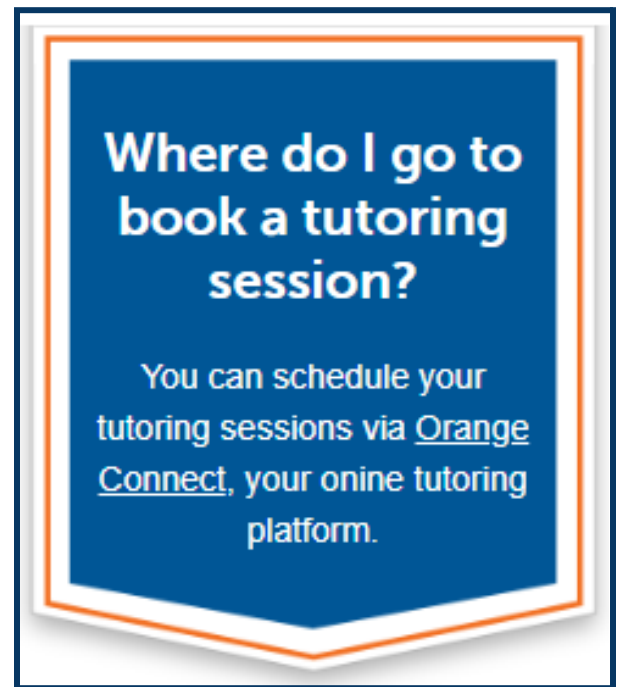 Where do I go to
book a tutoring
session?
You can schedule your
tutoring sessions via Orange
Connect, your onine tutoring
platform.